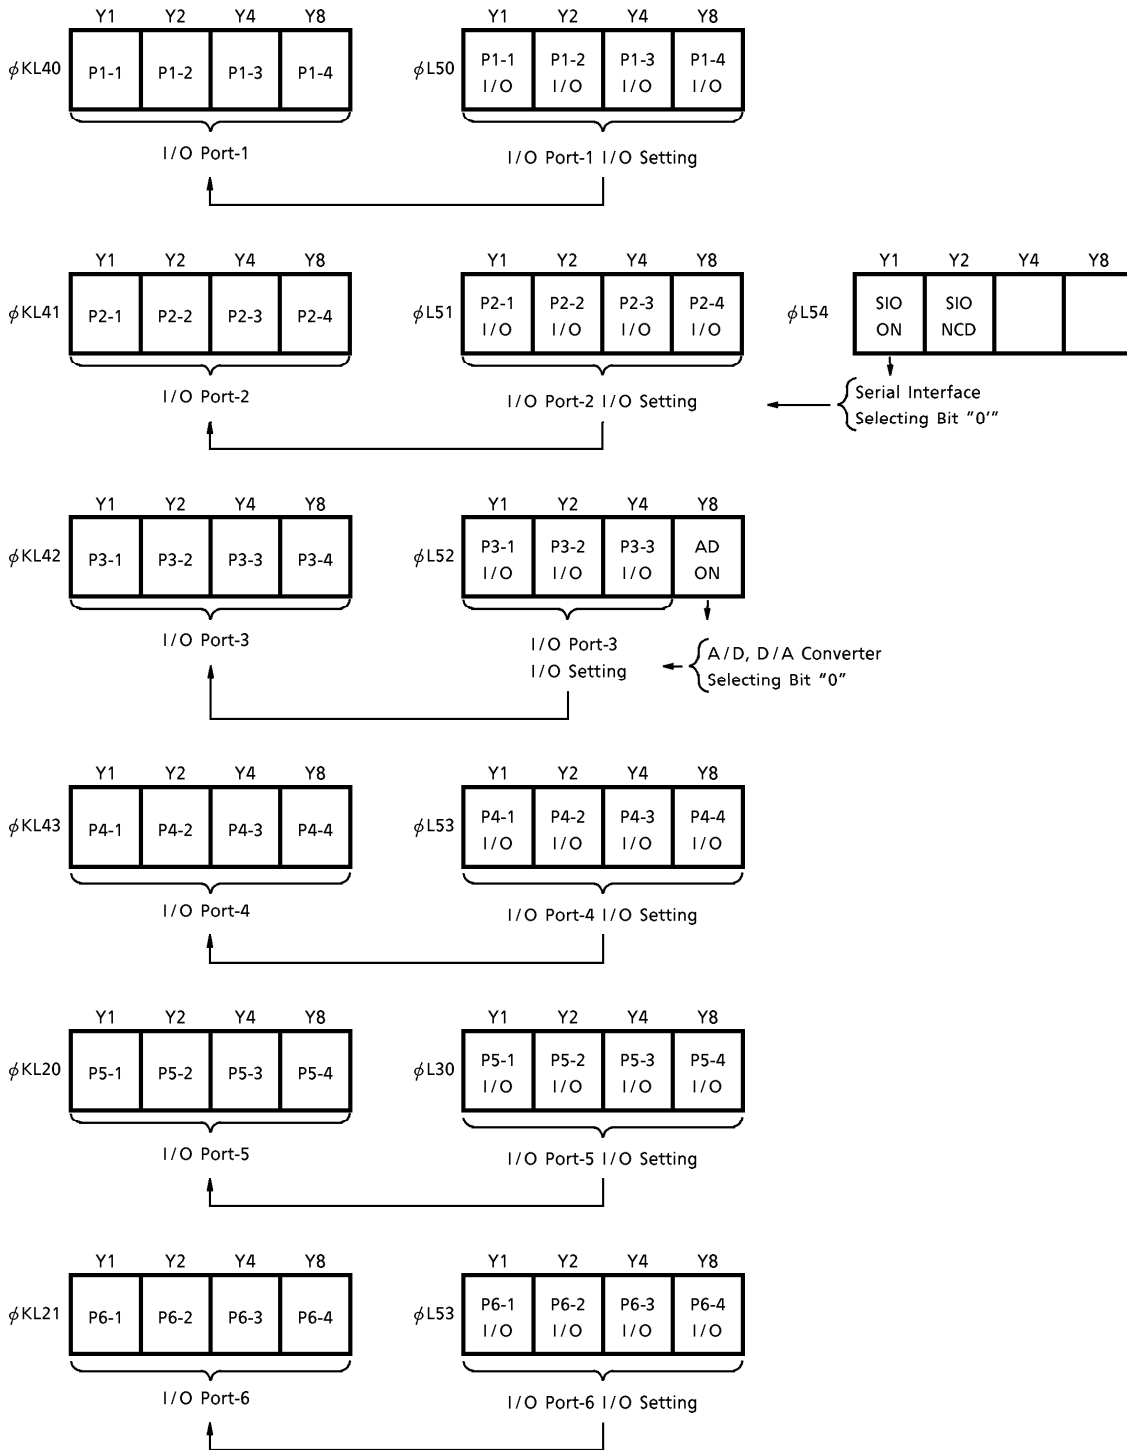 Y1 Y2 Y4 Y8 Y1 Y2 Y4 Y8
φKL40 P1-1 P1-2 P1-3 P1-4 φL50 P1-1 I/O P1-2 I/O P1-3 I/O P1-4 I/O
I/O Port-1 I/O Port-1 I/O Setting
Y1 Y2 Y4 Y8 Y1 Y2 Y4 Y8 Y1 Y2 Y4 Y8
φKL41 P2-1 P2-2 P2-3 P2-4 φL51 P2-1 I/O P2-2 I/O P2-3 I/O P2-4 I/O φL54 SIO ON SIO NCD
I/O Port-2 I/O Port-2 I/O Setting Serial Interface
Selecting Bit “0’”
Y1 Y2 Y4 Y8 Y1 Y2 Y4 Y8
φKL42 P3-1 P3-2 P3-3 P3-4 φL52 P3-1 I/O P3-2 I/O P3-3 I/O AD ON
I/O Port-3 I/O Port-3 A/D, D/A Converter
I/O Setting Selecting Bit “0”
Y1 Y2 Y4 Y8 Y1 Y2 Y4 Y8
φKL43 P4-1 P4-2 P4-3 P4-4 φL53 P4-1 I/O P4-2 I/O P4-3 I/O P4-4 I/O
I/O Port-4 I/O Port-4 I/O Setting
Y1 Y2 Y4 Y8 Y1 Y2 Y4 Y8
φKL20 P5-1 P5-2 P5-3 P5-4 φL30 P5-1 I/O P5-2 I/O P5-3 I/O P5-4 I/O
I/O Port-5 I/O Port-5 I/O Setting
Y1 Y2 Y4 Y8 Y1 Y2 Y4 Y8
φKL21 P6-1 P6-2 P6-3 P6-4 φL53 P6-1 I/O P6-2 I/O P6-3 I/O P6-4 I/O
I/O Port-6 I/O Port-6 I/O Setting